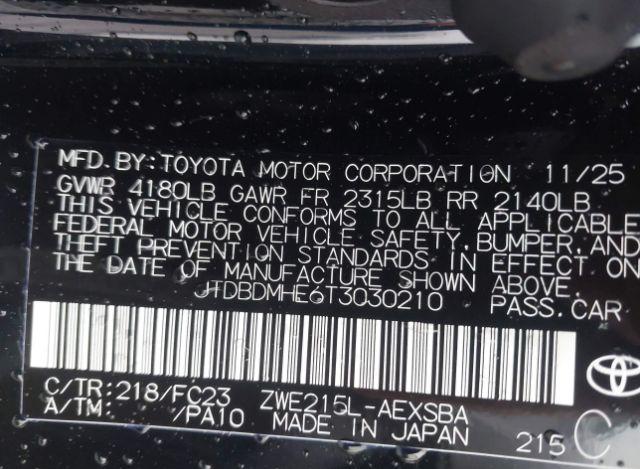 MFD.BY:TOYOTA MOTOR CORPORATION 11/25
GVWR 4180LB GAWR FR 2315LB RR 2140LB
THIS VEHICLE CONFORMS TO ALL APPLICABLE
FEDERAL MOTOR VEHICLE SAFETY,BUMPER,AND
THEFT PREVENTION STANDARDS IN EFFECT ON
THE DATE OF MANUFACTURE SHOWN ABOVE.
JTDBDMHE6T3030210 PASS.CAR
C/TR:218/FC23 ZWE215L-AEXSBA
A/TM: /PA10 MADE IN JAPAN 215 C